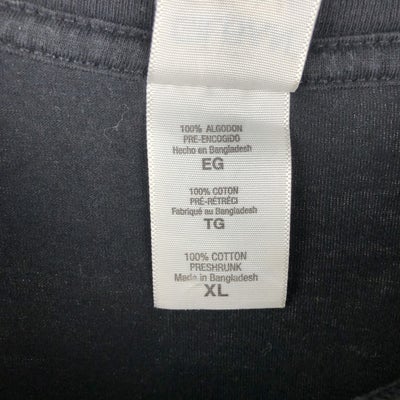 100% ALGODON
PRE-ENCOGIDO
Hecho en Bangladesh
EG
100% COTON
PRÉ-RÉTRÉCI
Fabriqué au Bangladesh
TG
100% COTTON
PRESHRUNK
Made in Bangladesh
XL